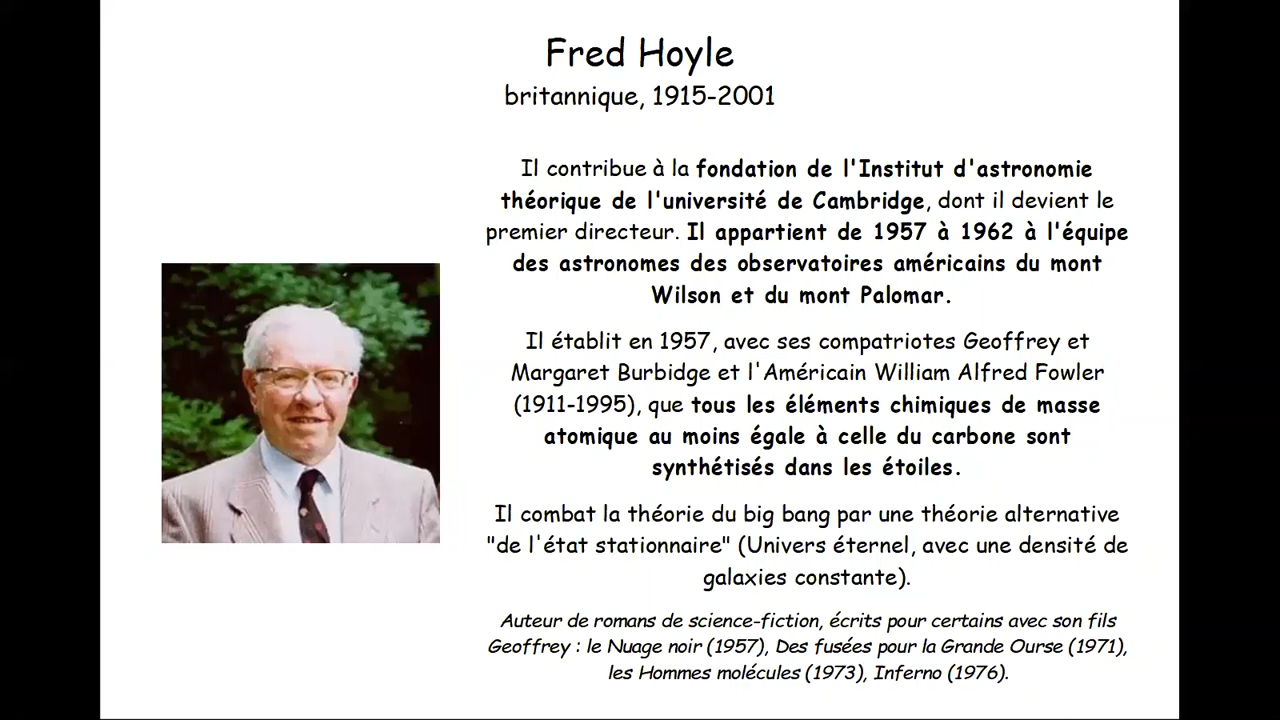 Fred Hoyle
britannique, 1915-2001
Il contribue à la fondation de l'Institut d'astronomie
théorique de l'université de Cambridge, dont il devient le
premier directeur. Il appartient de 1957 à 1962 à l'équipe
des astronomes des observatoires américains du mont
Wilson et du mont Palomar.
Il établit en 1957, avec ses compatriotes Geoffrey et
Margaret Burbidge et l'Américain William Alfred Fowler
(1911-1995), que tous les éléments chimiques de masse
atomique au moins égale à celle du carbone sont
synthétisés dans les étoiles.
Il combat la théorie du big bang par une théorie alternative
"de l'état stationnaire" (Univers éternel, avec une densité de
galaxies constante).
Auteur de romans de science-fiction, écrits pour certains avec son fils
Geoffrey : le Nuage noir (1957), Des fusées pour la Grande Ourse (1971),
les Hommes molécules (1973), Inferno (1976).